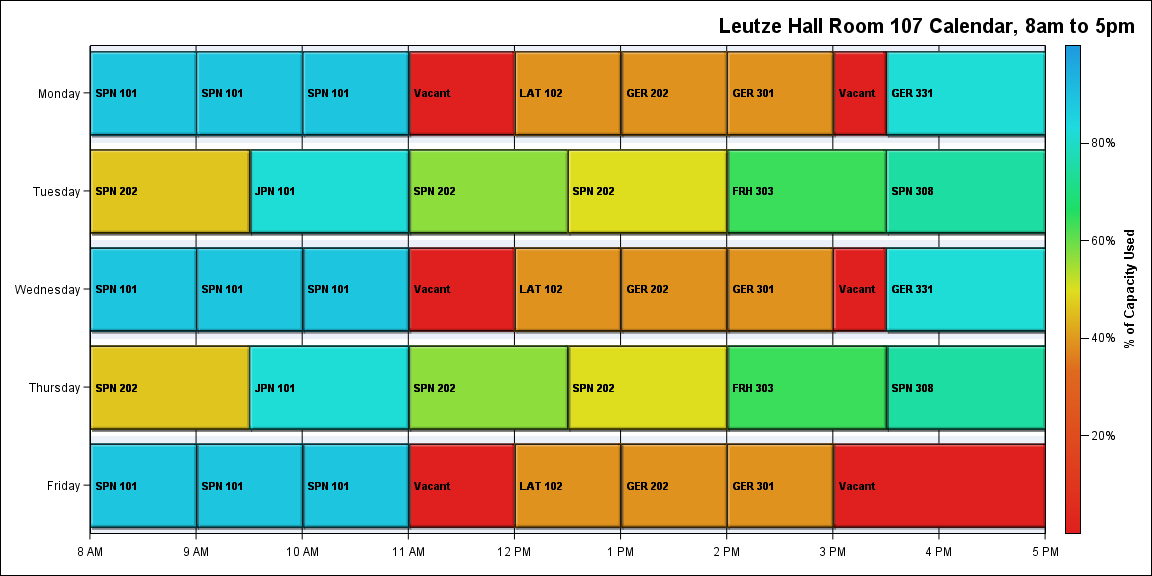 Leutze Hall Room 107 Calendar, 8am to 5pm
Monday
SPN 101
SPN 101
SPN 101
Vacant
LAT 102
GER 202
GER 301
Vacant
GER 331
Tuesday
SPN 202
JPN 101
SPN 202
SPN 202
FRH 303
SPN 308
Wednesday
SPN 101
SPN 101
SPN 101
Vacant
LAT 102
GER 202
GER 301
Vacant
GER 331
Thursday
SPN 202
JPN 101
SPN 202
SPN 202
FRH 303
SPN 308
Friday
SPN 101
SPN 101
SPN 101
Vacant
LAT 102
GER 202
GER 301
Vacant
8 AM
9 AM
10 AM
11 AM
12 PM
1 PM
2 PM
3 PM
4 PM
5 PM
80%
60%
40%
20%
% of Capacity Used